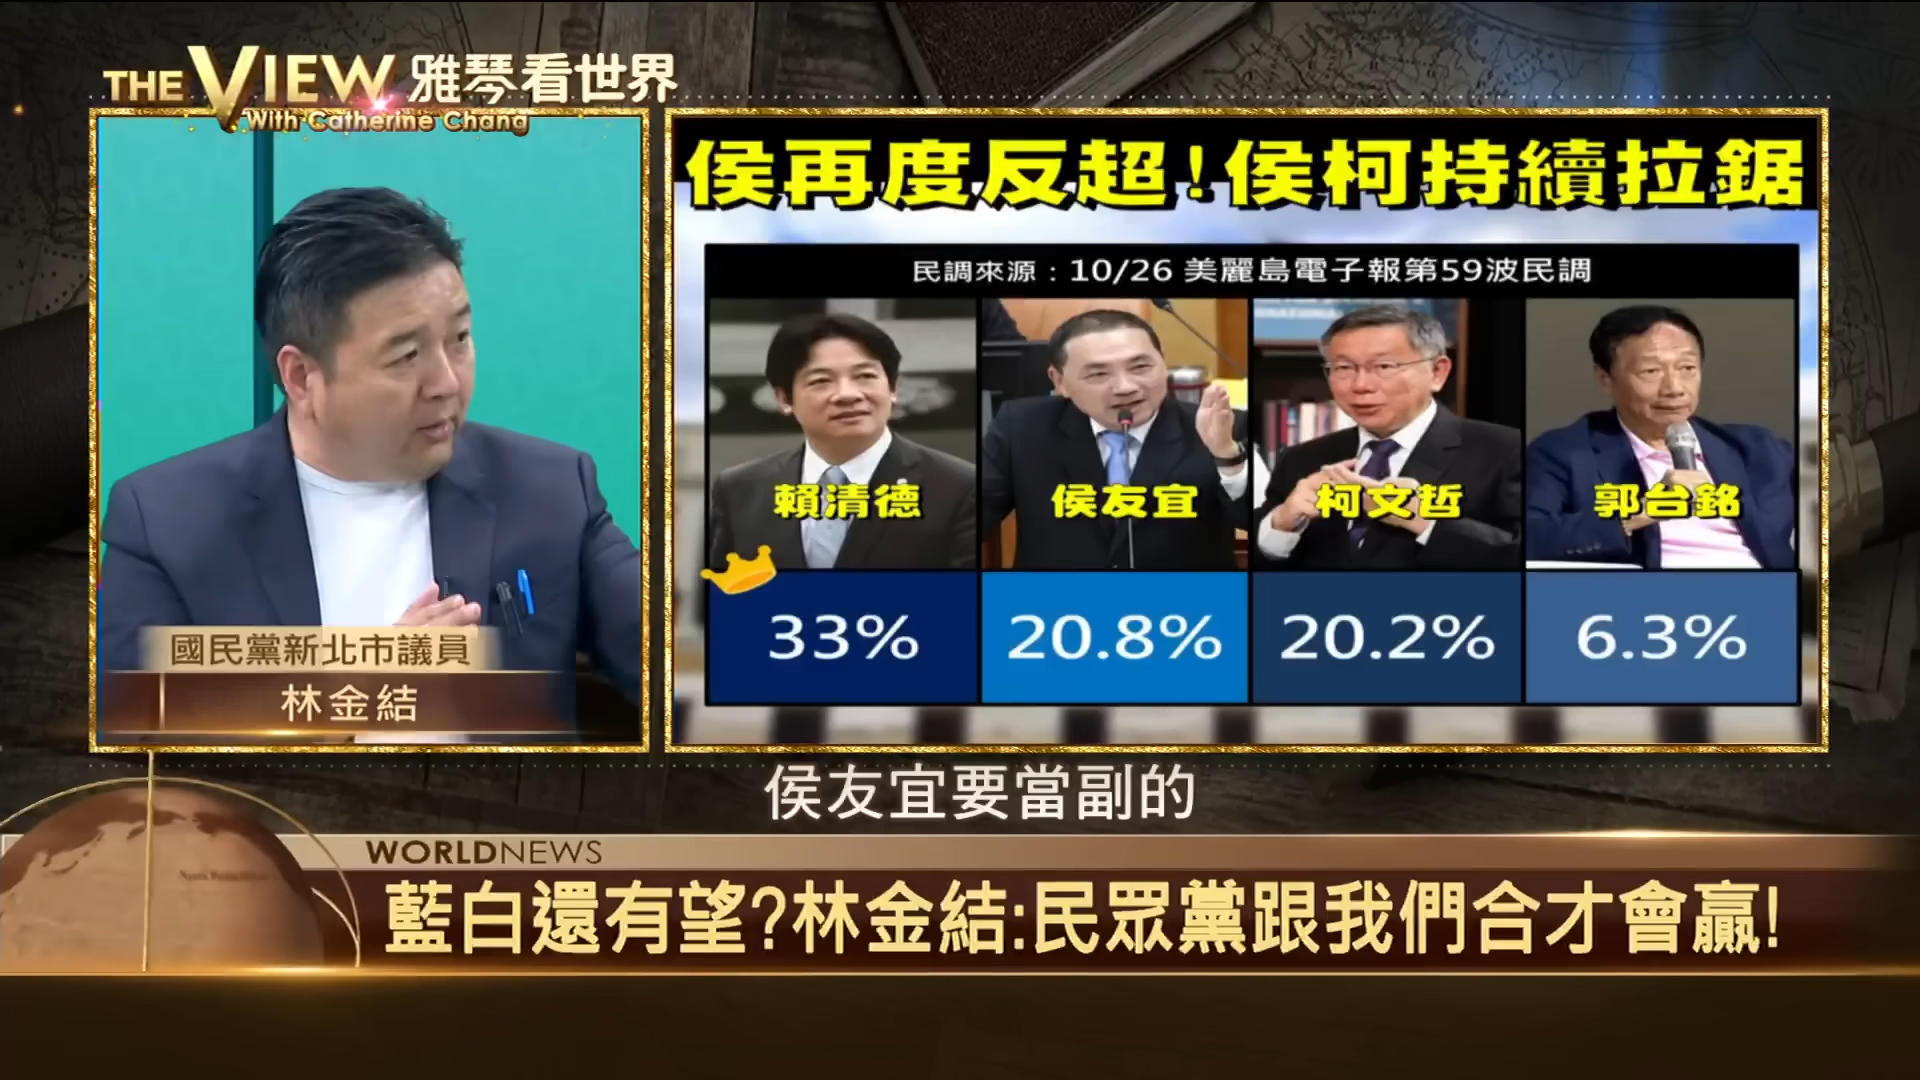 THE VIEW 雅琴看世界
With Catherine Chang
侯再度反超!侯柯持續拉鋸
民調來源：10/26 美麗島電子報第59波民調
賴清德 侯友宜 柯文哲 郭台銘
33% 20.8% 20.2% 6.3%
國民黨新北市議員
林金結
侯友宜要當副的
WORLDNEWS
藍白還有望?林金結:民眾黨跟我們合才會贏!